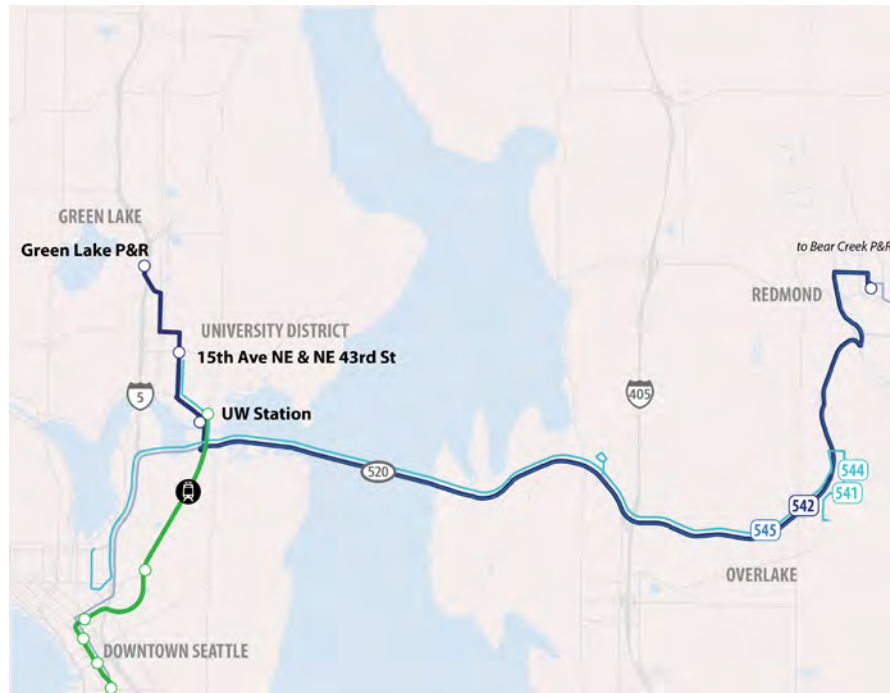 GREEN LAKE
Green Lake P&R
to Bear Creek P&R
REDMOND
UNIVERSITY DISTRICT
15th Ave NE & NE 43rd St
5
405
UW Station
520
544
541
542
545
OVERLAKE
DOWNTOWN SEATTLE